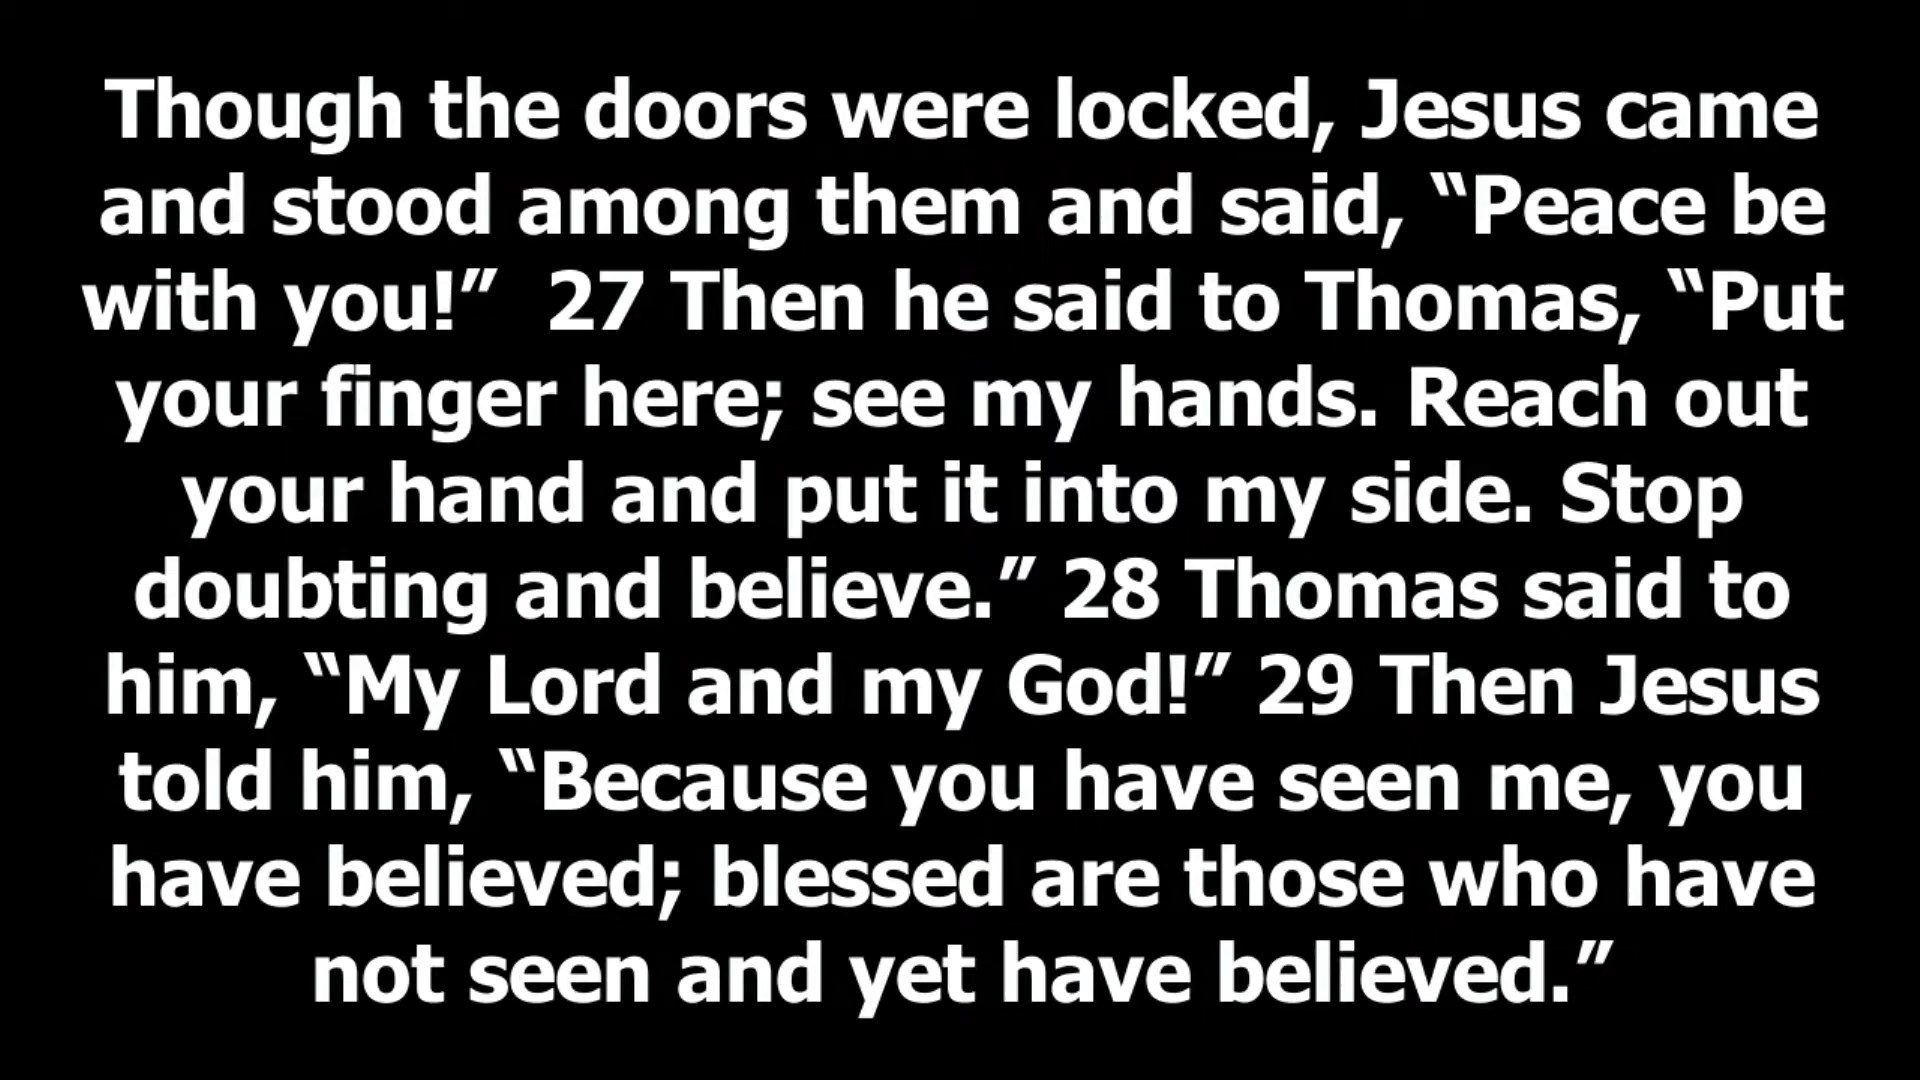 Though the doors were locked, Jesus came
and stood among them and said, “Peace be
with you!”  27 Then he said to Thomas, “Put
your finger here; see my hands. Reach out
your hand and put it into my side. Stop
doubting and believe.” 28 Thomas said to
him, “My Lord and my God!” 29 Then Jesus
told him, “Because you have seen me, you
have believed; blessed are those who have
not seen and yet have believed.”